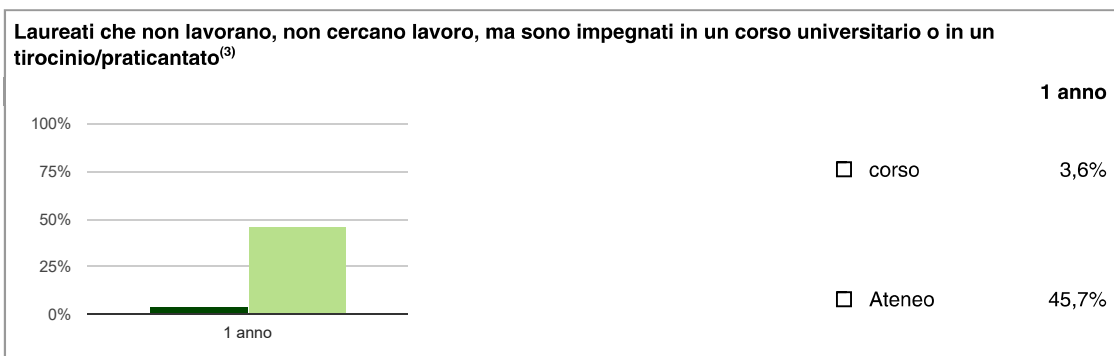 Laureati che non lavorano, non cercano lavoro, ma sono impegnati in un corso universitario o in un
tirocinio/praticantato(3)
1 anno
100%
75%
50%
25%
0%
1 anno
corso 3,6%
Ateneo 45,7%